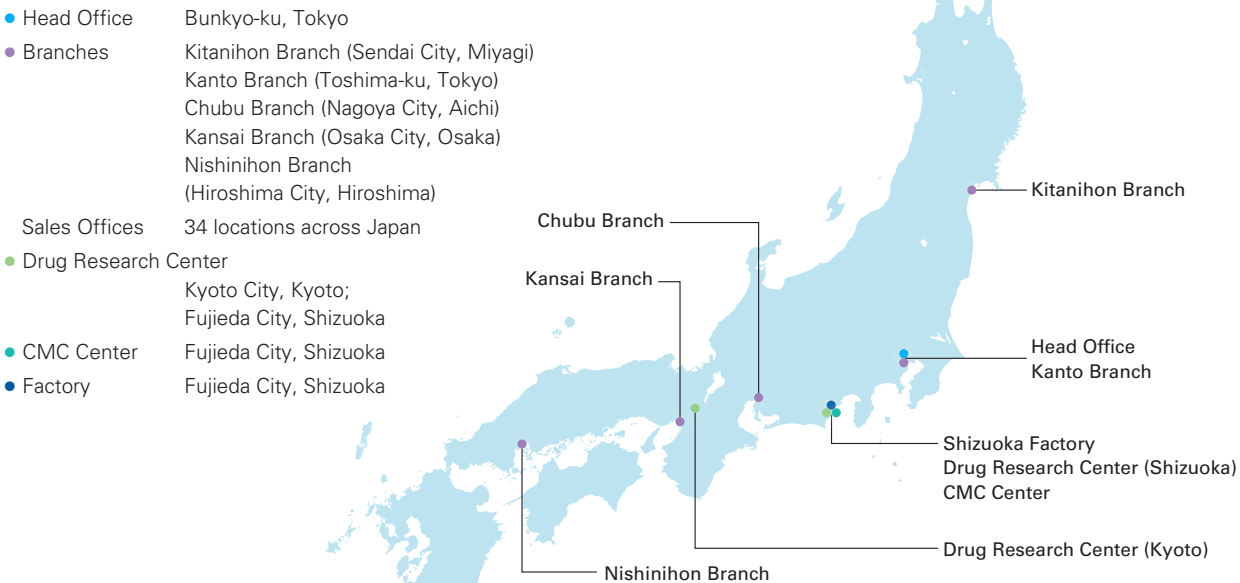 Head Office Bunkyo-ku, Tokyo
Branches Kitanihon Branch (Sendai City, Miyagi)
Kanto Branch (Toshima-ku, Tokyo)
Chubu Branch (Nagoya City, Aichi)
Kansai Branch (Osaka City, Osaka)
Nishinihon Branch
(Hiroshima City, Hiroshima)
Sales Offices 34 locations across Japan
Drug Research Center
Kyoto City, Kyoto;
Fujieda City, Shizuoka
CMC Center Fujieda City, Shizuoka
Factory Fujieda City, Shizuoka
Kitanihon Branch
Chubu Branch
Kansai Branch
Head Office
Kanto Branch
Shizuoka Factory
Drug Research Center (Shizuoka)
CMC Center
Drug Research Center (Kyoto)
Nishinihon Branch